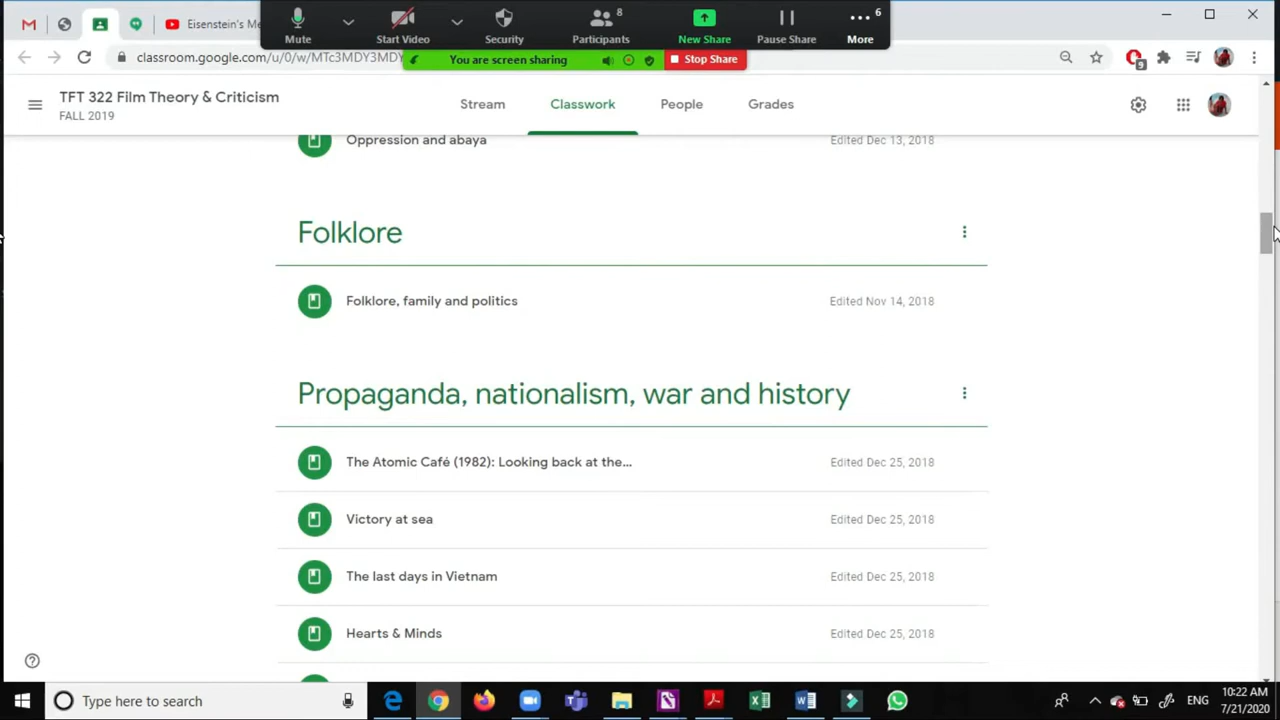 Eisenstein's Me
Mute
Start Video
Security
Participants
8
New Share
Pause Share
More
6
classroom.google.com/u/0/w/MTc3MDY3MDY
You are screen sharing
Stop Share
9
TFT 322 Film Theory & Criticism
FALL 2019
Stream
Classwork
People
Grades
Oppression and abaya
Edited Dec 13, 2018
Folklore
Folklore, family and politics
Edited Nov 14, 2018
Propaganda, nationalism, war and history
The Atomic Café (1982): Looking back at the...
Edited Dec 25, 2018
Victory at sea
Edited Dec 25, 2018
The last days in Vietnam
Edited Dec 25, 2018
Hearts & Minds
Edited Dec 25, 2018
Type here to search
ENG
10:22 AM
7/21/2020